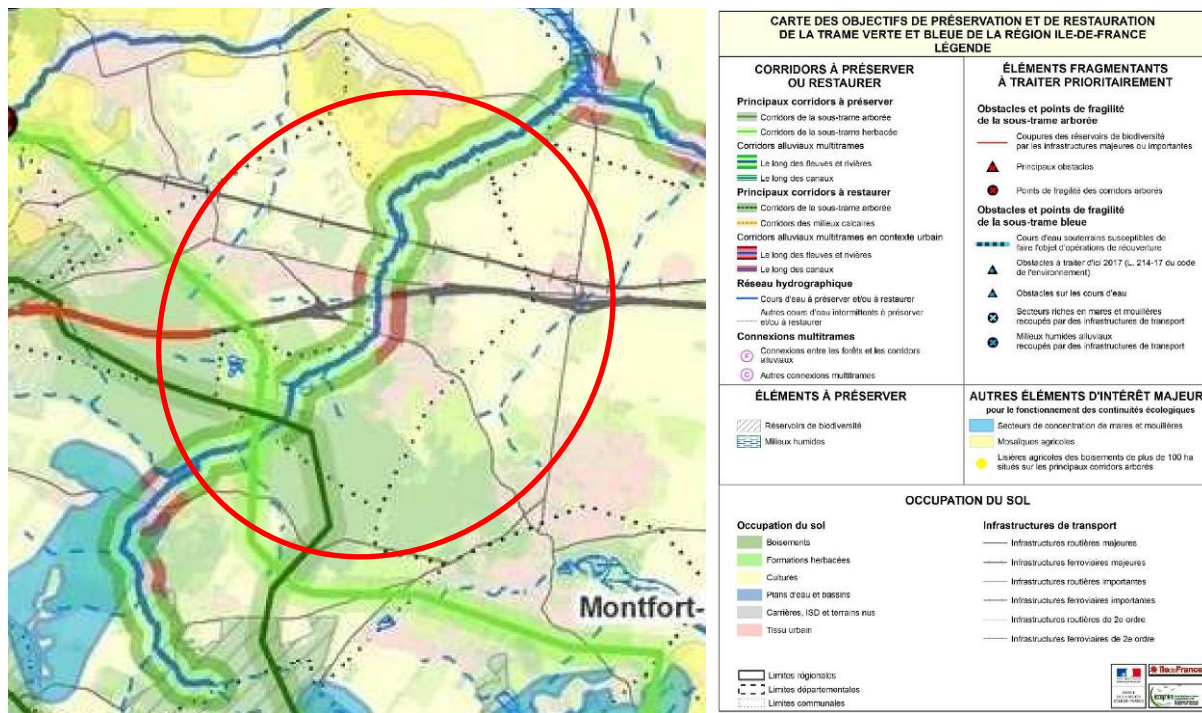 Montfort-
CARTE DES OBJECTIFS DE PRÉSERVATION ET DE RESTAURATION
DE LA TRAME VERTE ET BLEUE DE LA RÉGION ILE-DE-FRANCE
LÉGENDE
CORRIDORS À PRÉSERVER
OU RESTAURER
Principaux corridors à préserver
Corridors de la sous-trame arborée
Corridors de la sous-trame herbacée
Corridors alluviaux multitrames
Le long des fleuves et rivières
Le long des canaux
Principaux corridors à restaurer
Corridors de la sous-trame arborée
Corridors des milieux calcaires
Corridors alluviaux multitrames en contexte urbain
Le long des fleuves et rivières
Le long des canaux
Réseau hydrographique
Cours d'eau à préserver et/ou à restaurer
Autres cours d'eau intermittents à préserver
et/ou à restaurer
Connexions multitrames
Connexions entre les forêts et les corridors
alluviaux
Autres connexions multitrames
ÉLÉMENTS FRAGMENTANTS
À TRAITER PRIORITAIREMENT
Obstacles et points de fragilité
de la sous-trame arborée
Coupures des réservoirs de biodiversité
par les infrastructures majeures ou importantes
Principaux obstacles
Points de fragilité des corridors arborés
Obstacles et points de fragilité
de la sous-trame bleue
Cours d'eau souterrains susceptibles de
faire l'objet d'opérations de réouverture
Obstacles à traiter d'ici 2017 (L. 214-17 du code
de l'environnement)
Obstacles sur les cours d'eau
Secteurs riches en mares et mouillères
recoupés par des infrastructures de transport
Milieux humides alluviaux
recoupés par des infrastructures de transport
ÉLÉMENTS À PRÉSERVER
Réservoirs de biodiversité
Milieux humides
AUTRES ÉLÉMENTS D'INTÉRÊT MAJEUR
pour le fonctionnement des continuités écologiques
Secteurs de concentration de mares et mouillères
Mosaïques agricoles
Lisières agricoles des boisements de plus de 100 ha
situés sur les principaux corridors arborés
OCCUPATION DU SOL
Occupation du sol
Boisements
Formations herbacées
Cultures
Plans d'eau et bassins
Carrières, ISD et terrains nus
Tissu urbain
Infrastructures de transport
Infrastructures routières majeures
Infrastructures ferroviaires majeures
Infrastructures routières importantes
Infrastructures ferroviaires importantes
Infrastructures routières de 2e ordre
Infrastructures ferroviaires de 2e ordre
Limites régionales
Limites départementales
Limites communales
îledeFrance